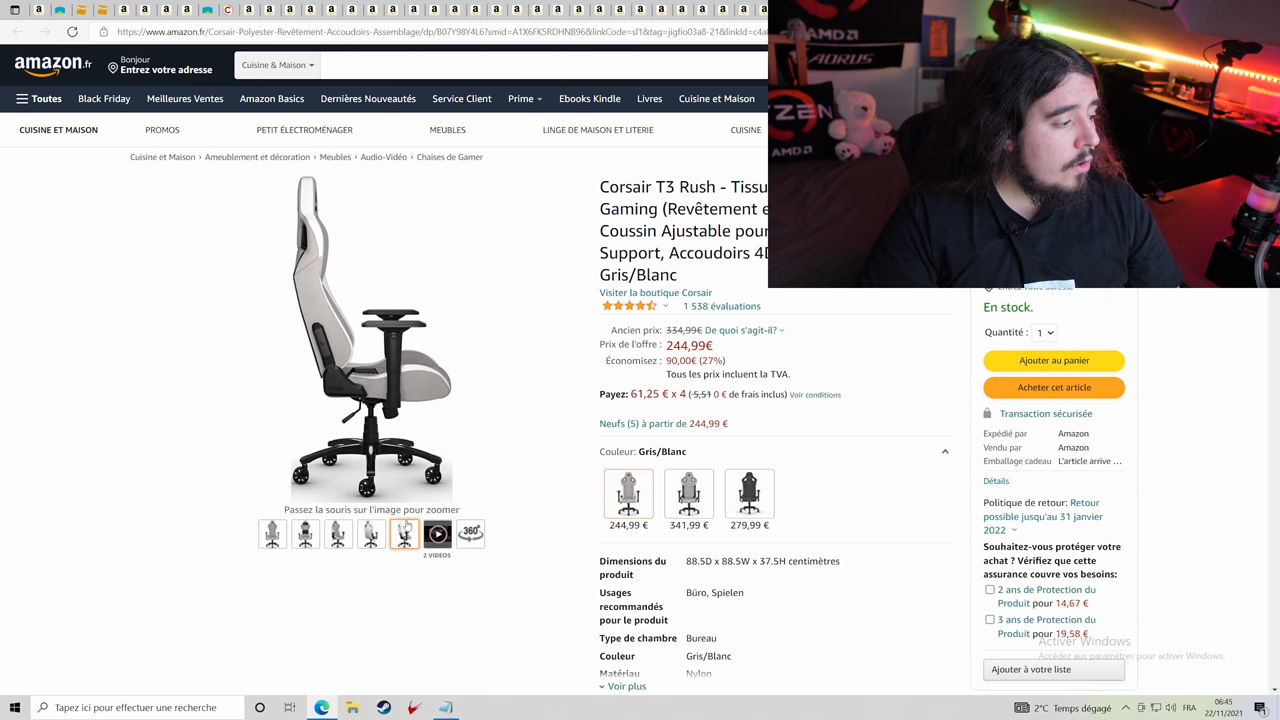 https://www.amazon.fr/Corsair-Polyester-Revêtement-Accoudoirs-Assemblage/dp/B07Y98Y4L6?smid=A1X6FK5RDHNB96&linkCode=sl1&tag=jigfio03a8-21&linkId=c4a
amazon.fr
Bonjour
Entrez votre adresse
Cuisine & Maison
Toutes Black Friday Meilleures Ventes Amazon Basics Dernières Nouveautés Service Client Prime Ebooks Kindle Livres Cuisine et Maison
CUISINE ET MAISON PROMOS PETIT ÉLECTROMÉNAGER MEUBLES LINGE DE MAISON ET LITERIE CUISINE
Cuisine et Maison › Ameublement et décoration › Meubles › Audio-Vidéo › Chaises de Gamer
AMD
AORUS
YZEN
AMD
Corsair T3 Rush - Tissu
Gaming (Revêtement e
Coussin Ajustable pour
Support, Accoudoirs 4D
Gris/Blanc
Visiter la boutique Corsair
1 538 évaluations
Ancien prix: 334,99€ De quoi s'agit-il?
Prix de l'offre : 244,99€
Économisez : 90,00€ (27%)
Tous les prix incluent la TVA.
Payez: 61,25 € x 4 (5,51 0 € de frais inclus) Voir conditions
Neufs (5) à partir de 244,99 €
Couleur: Gris/Blanc
244,99 € 341,99 € 279,99 €
Passez la souris sur l'image pour zoomer
360°
2 VIDEOS
Dimensions du produit 88.5D x 88.5W x 37.5H centimètres
Usages recommandés pour le produit Büro, Spielen
Type de chambre Bureau
Couleur Gris/Blanc
Matériau Nylon
Voir plus
Entrez votre adresse
En stock.
Quantité : 1
Ajouter au panier
Acheter cet article
Transaction sécurisée
Expédié par Amazon
Vendu par Amazon
Emballage cadeau L'article arrive ...
Détails
Politique de retour: Retour
possible jusqu'au 31 janvier
2022
Souhaitez-vous protéger votre
achat ? Vérifiez que cette
assurance couvre vos besoins:
2 ans de Protection du
Produit pour 14,67 €
3 ans de Protection du
Produit pour 19,58 €
Activer Windows
Accédez aux paramètres pour activer Windows.
Ajouter à votre liste
Tapez ici pour effectuer une recherche
2°C Temps dégagé
FRA
06:45
22/11/2021
1